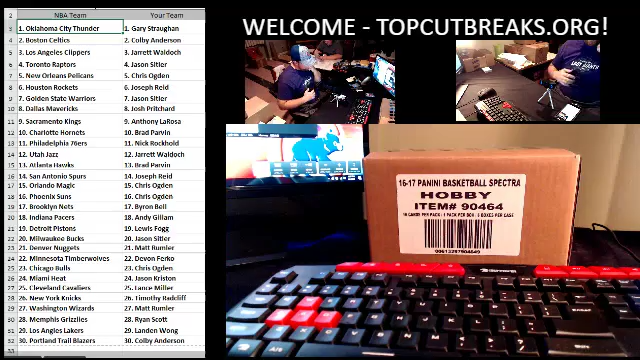 WELCOME - TOPCUTBREAKS.ORG!
NBA Team Your Team
1. Oklahoma City Thunder 1. Gary Straughan
2. Boston Celtics 2. Colby Anderson
3. Los Angeles Clippers 3. Jarrett Waldoch
4. Toronto Raptors 4. Jason Sitler
5. New Orleans Pelicans 5. Chris Ogden
6. Houston Rockets 6. Joseph Reid
7. Golden State Warriors 7. Jason Sitler
8. Dallas Mavericks 8. Josh Pritchard
9. Sacramento Kings 9. Anthony LaRosa
10. Charlotte Hornets 10. Brad Parvin
11. Philadelphia 76ers 11. Nick Rockhold
12. Utah Jazz 12. Jarrett Waldoch
13. Atlanta Hawks 13. Brad Parvin
14. San Antonio Spurs 14. Joseph Reid
15. Orlando Magic 15. Chris Ogden
16. Phoenix Suns 16. Chris Ogden
17. Brooklyn Nets 17. Byron Bell
18. Indiana Pacers 18. Andy Gillam
19. Detroit Pistons 19. Lewis Fogg
20. Milwaukee Bucks 20. Jason Sitler
21. Denver Nuggets 21. Matt Rumler
22. Minnesota Timberwolves 22. Devon Ferko
23. Chicago Bulls 23. Chris Ogden
24. Miami Heat 24. Jason Kriston
25. Cleveland Cavaliers 25. Lance Miller
26. New York Knicks 26. Timothy Radcliff
27. Washington Wizards 27. Matt Rumler
28. Memphis Grizzlies 28. Ryan Scott
29. Los Angeles Lakers 29. Landen Wong
30. Portland Trail Blazers 30. Colby Anderson
16-17 PANINI BASKETBALL SPECTRA
HOBBY
ITEM# 90464